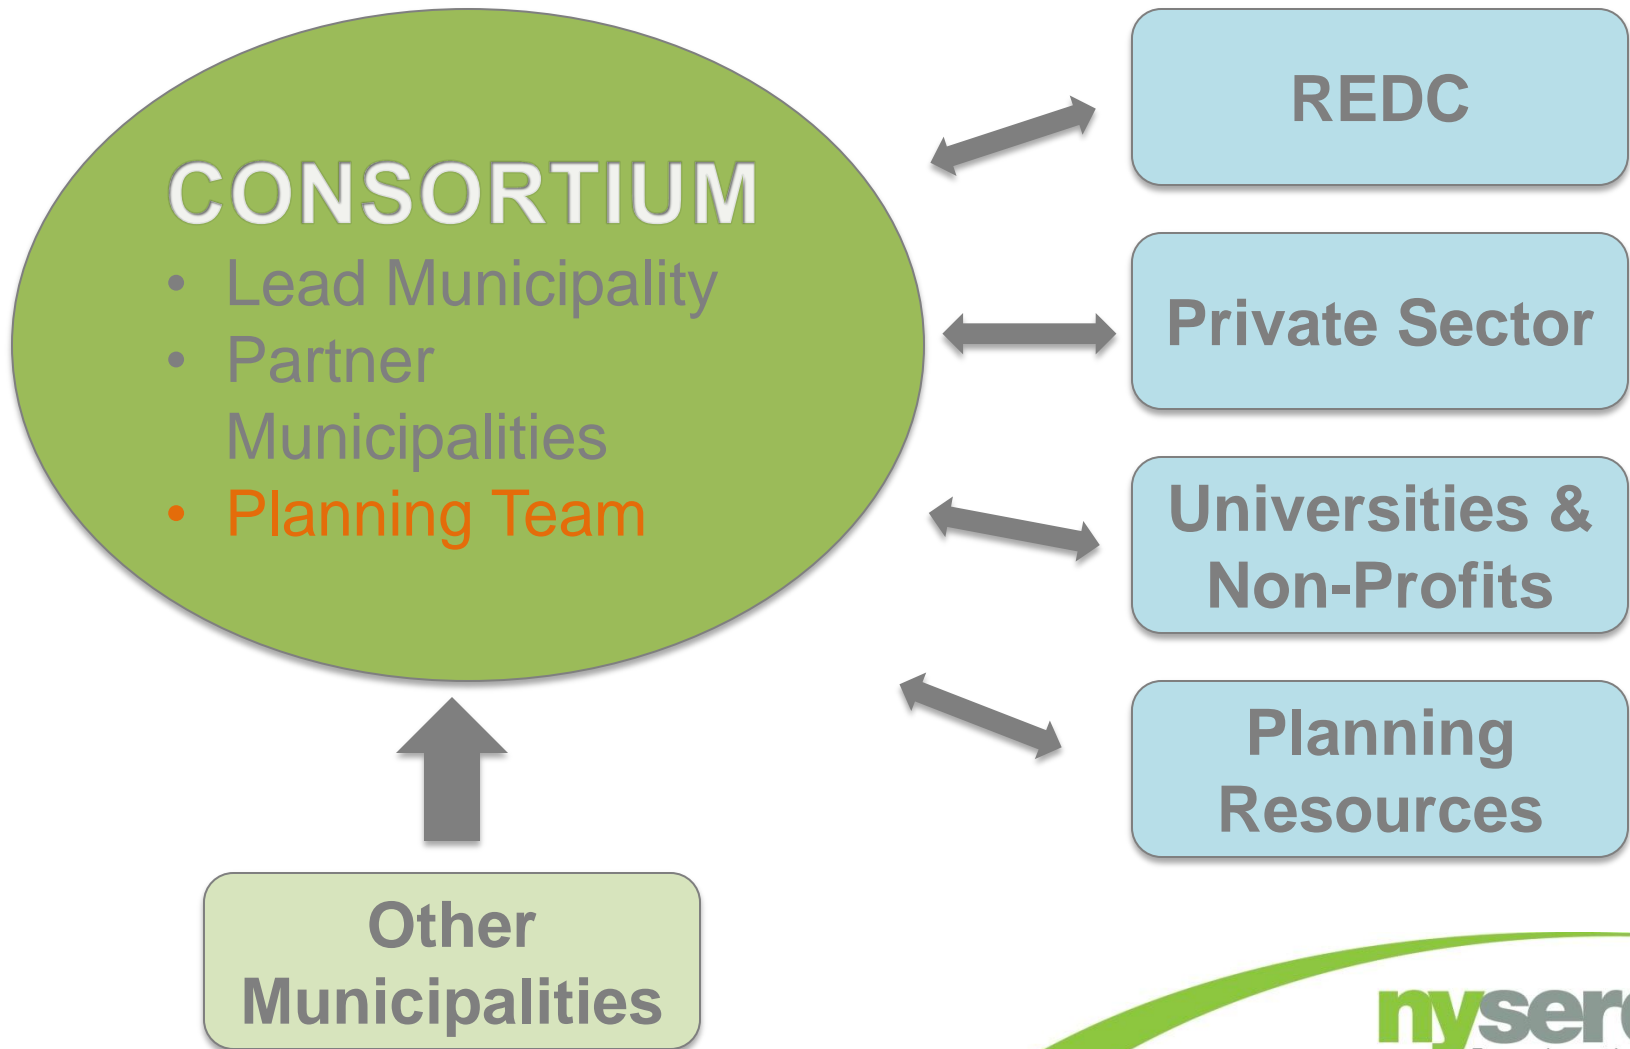 CONSORTIUM
• Lead Municipality
• Partner
Municipalities
• Planning Team
REDC
Private Sector
Universities &
Non-Profits
Planning
Resources
Other
Municipalities